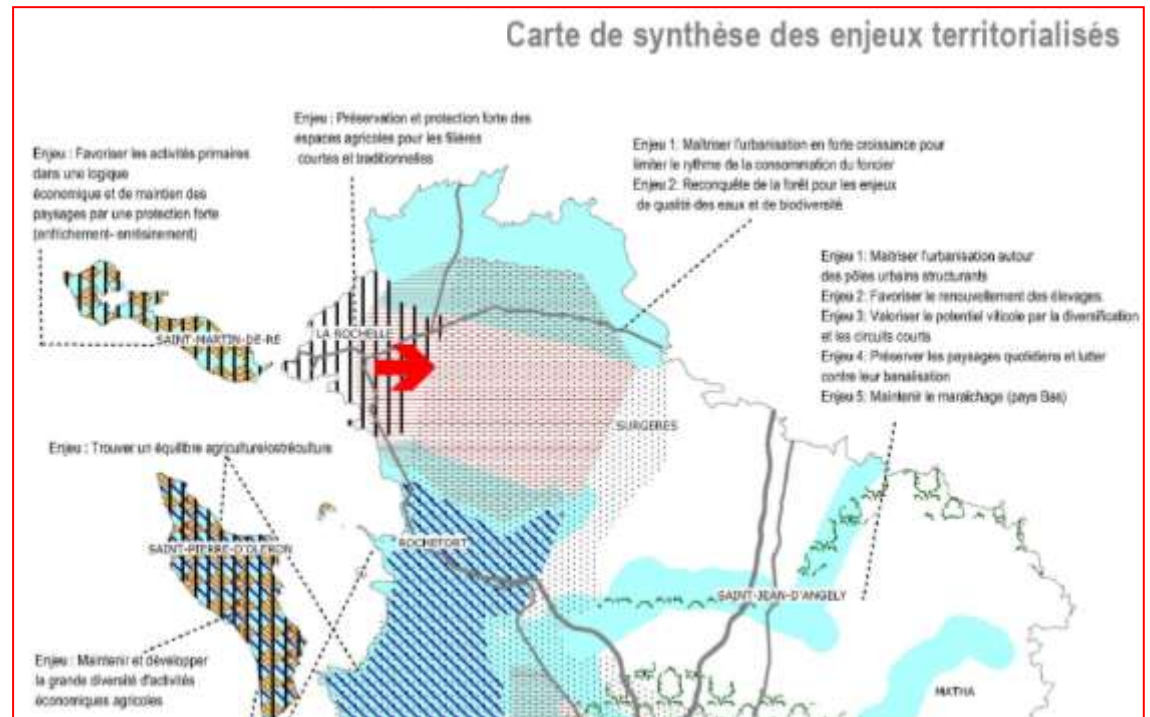 Carte de synthèse des enjeux territorialisés
Enjeu : Préservation et protection forte des
espaces agricoles pour les filières
courtes et traditionnelles
Enjeu : Favoriser les activités primaires
dans une logique
économique et de maintien des
paysages par une protection forte
(enfrichement- enrésinement)
Enjeu 1: Maîtriser l'urbanisation en forte croissance pour
limiter le rythme de la consommation du foncier
Enjeu 2: Reconquête de la forêt pour les enjeux
de qualité des eaux et de biodiversité
Enjeu 1: Maîtriser l'urbanisation autour
des pôles urbains structurants
Enjeu 2: Favoriser le renouvellement des élevages.
Enjeu 3: Valoriser le potentiel viticole par la diversification
et les circuits courts
Enjeu 4: Préserver les paysages quotidiens et lutter
contre leur banalisation
Enjeu 5: Maintenir le maraîchage (pays Bas)
SAINT-MARTIN-DE-RE
LA ROCHELLE
SURGERES
Enjeu : Trouver un équilibre agriculture/ostréculture
SAINT-PIERRE-D'OLERON
ROCHEFORT
SAINT-JEAN-D'ANGELY
Enjeu : Maintenir et développer
la grande diversité d'activités
économiques agricoles
MATHA